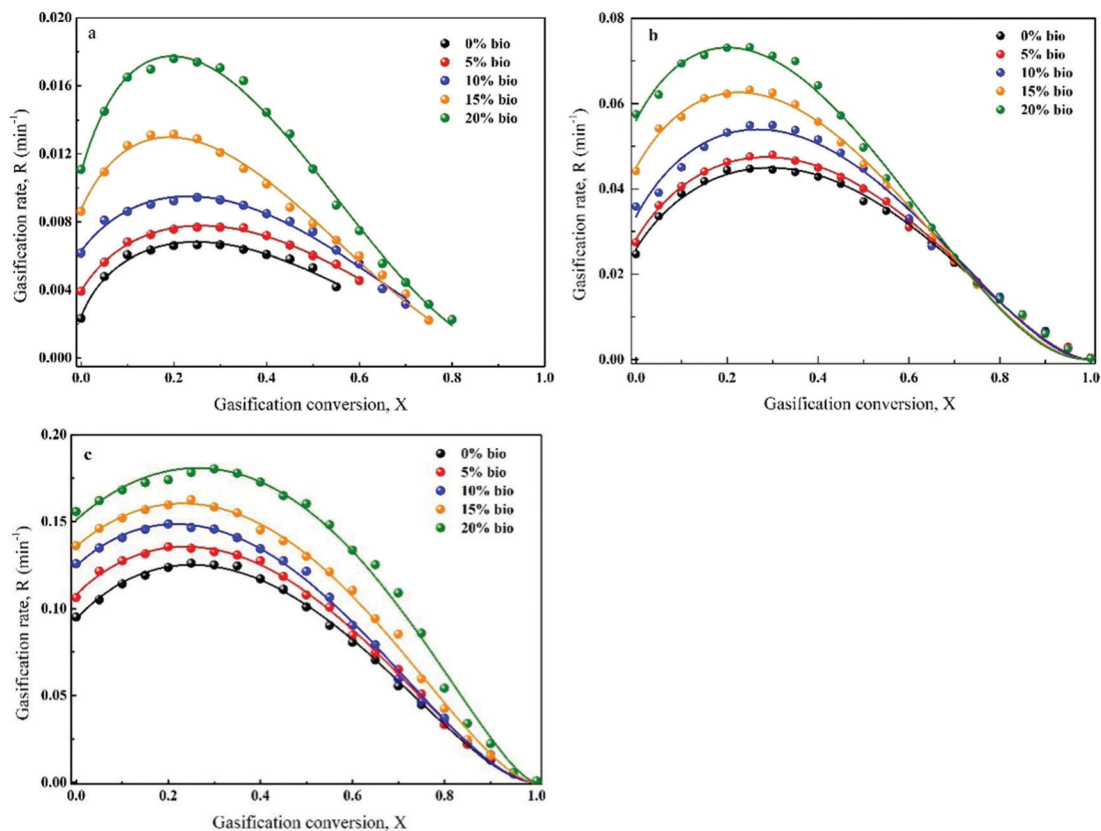 a
0% bio
5% bio
10% bio
15% bio
20% bio
0.020
0.016
0.012
0.008
0.004
0.000
Gasification rate, R (min⁻¹)
0.0 0.2 0.4 0.6 0.8 1.0
Gasification conversion, X
b
0% bio
5% bio
10% bio
15% bio
20% bio
0.08
0.06
0.04
0.02
0.00
Gasification rate, R (min⁻¹)
0.0 0.2 0.4 0.6 0.8 1.0
Gasification conversion, X
c
0% bio
5% bio
10% bio
15% bio
20% bio
0.20
0.15
0.10
0.05
0.00
Gasification rate, R (min⁻¹)
0.0 0.2 0.4 0.6 0.8 1.0
Gasification conversion, X